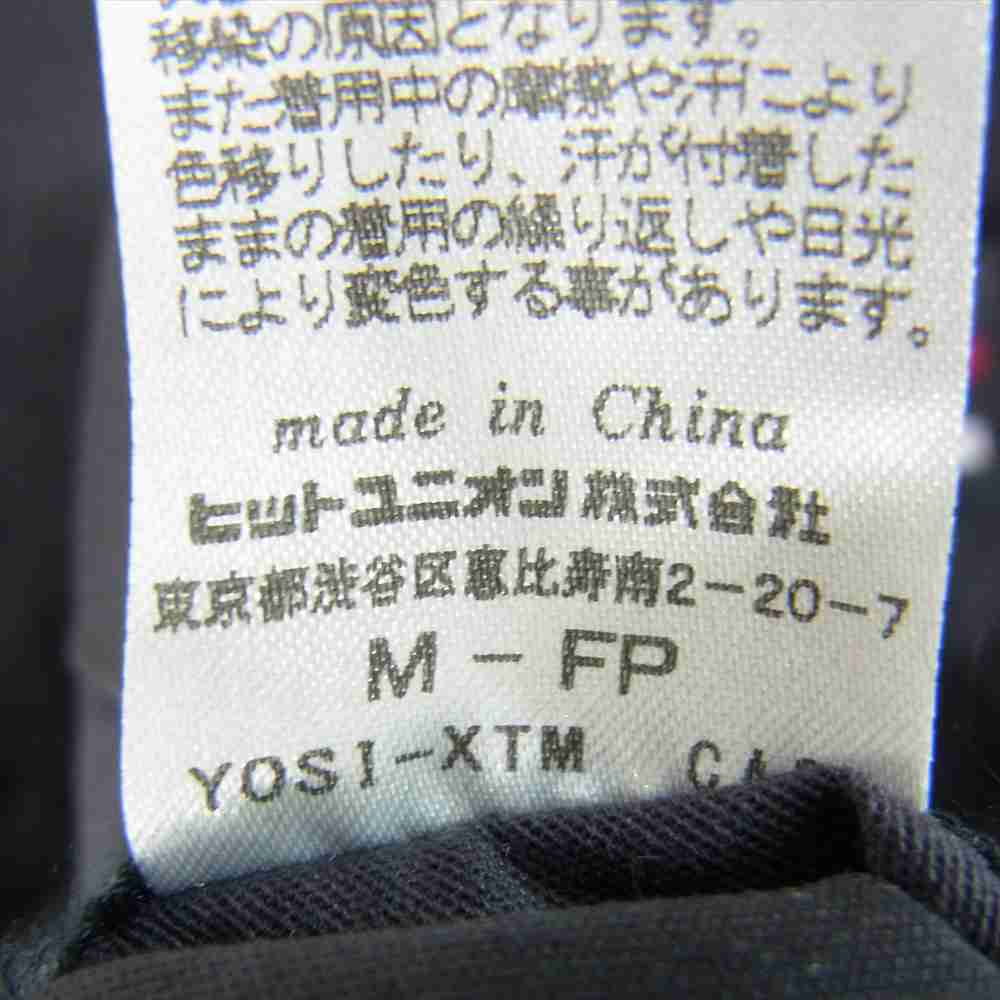 移染の原因となります。
また着用中の摩擦や汗により
色移りしたり、汗が付着した
ままの着用の繰り返しや日光
により変色する事があります。
made in China
ヒットユニオン株式会社
東京都渋谷区恵比寿南2-20-7
M-FP
YOSI-XTM